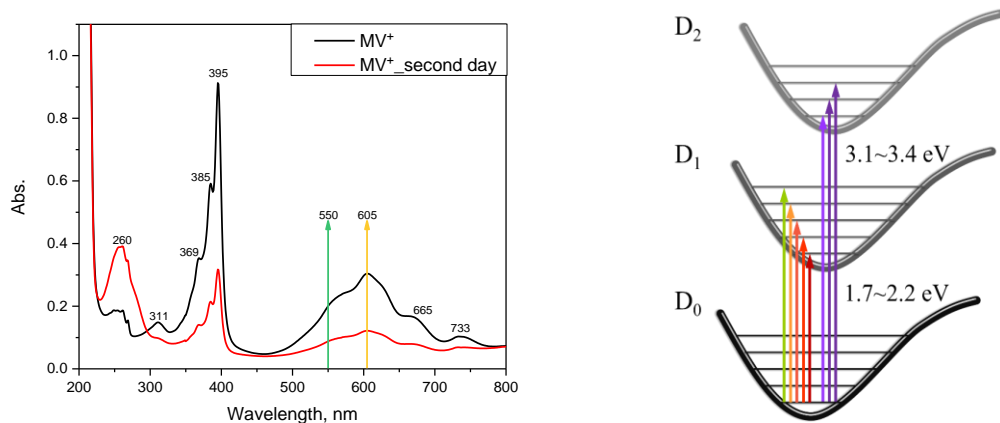 MV⁺
MV⁺_second day
1.0
0.8
0.6
0.4
0.2
0.0
Abs.
200
300
400
500
600
700
800
Wavelength, nm
260
311
369
385
395
550
605
665
733
D₂
3.1~3.4 eV
D₁
1.7~2.2 eV
D₀